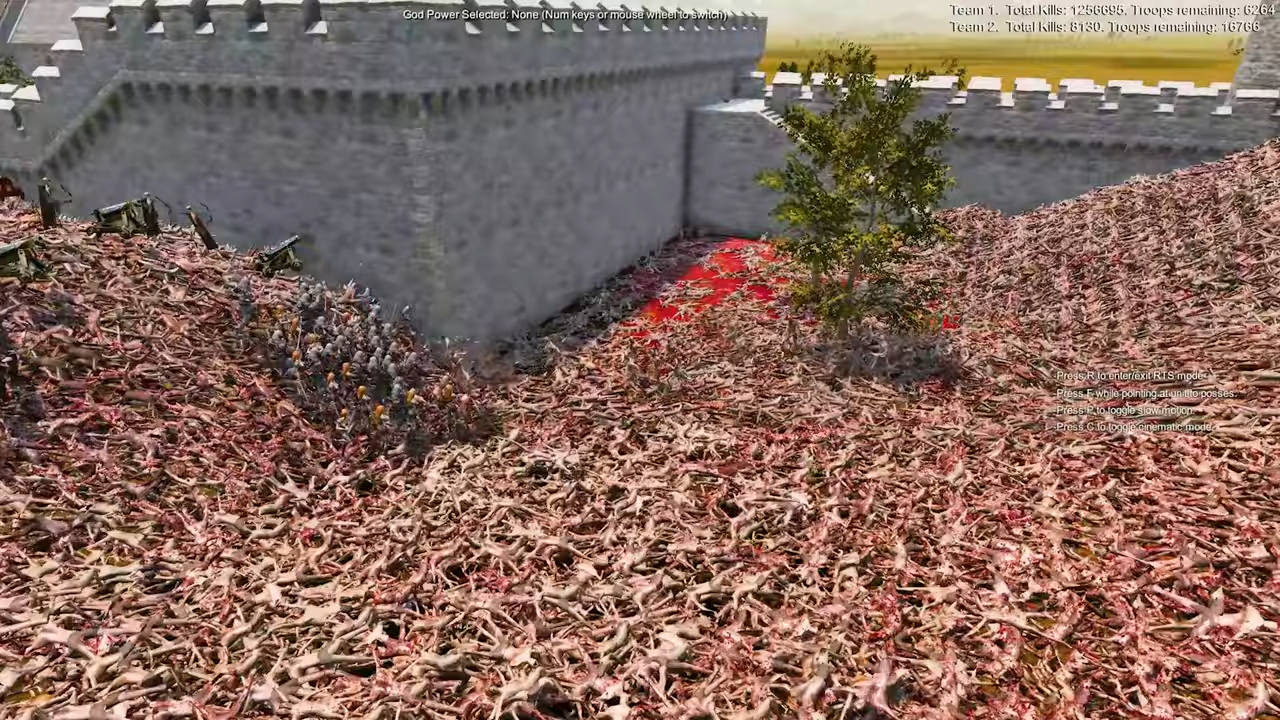 God Power Selected: None (Num keys or mouse wheel to switch)
Team 1. Total Kills: 1256695. Troops remaining: 6264
Team 2. Total Kills: 8130. Troops remaining: 16766
Press R to enter/exit RTS mode.
Press F while pointing at unit to posses.
Press P to toggle slow motion.
Press C to toggle cinematic mode.